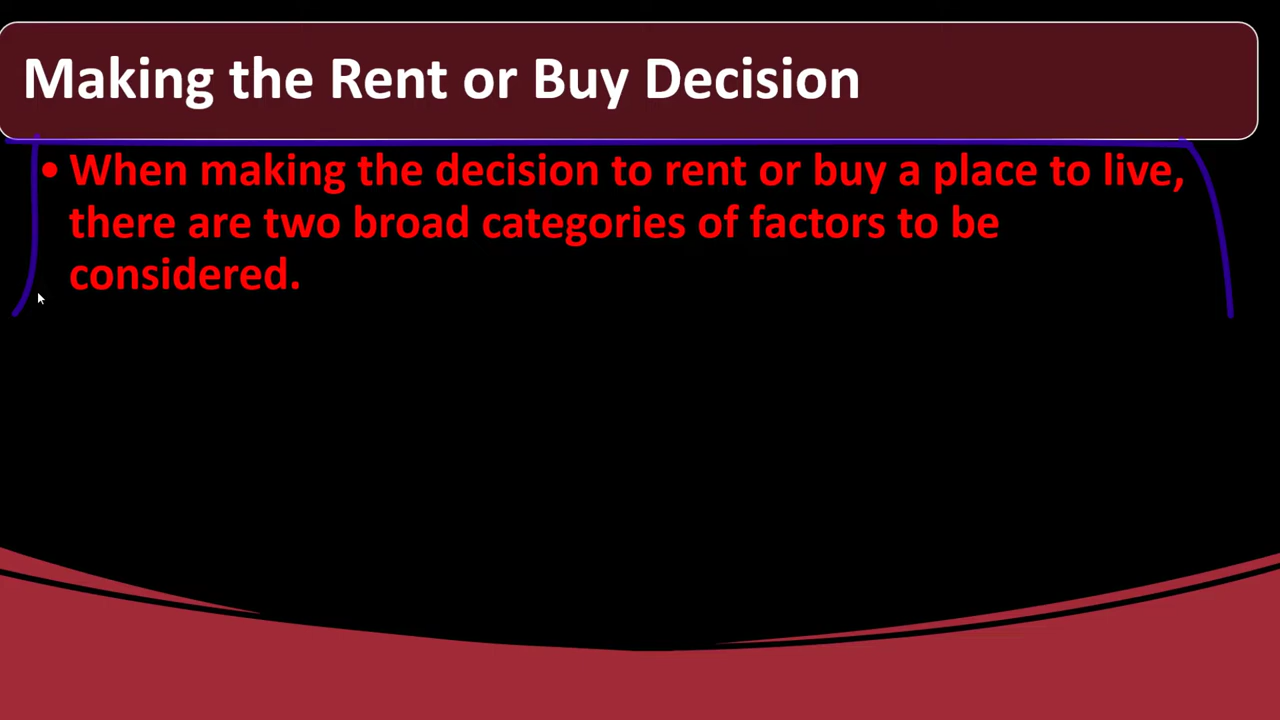 Making the Rent or Buy Decision
• When making the decision to rent or buy a place to live,
there are two broad categories of factors to be
considered.